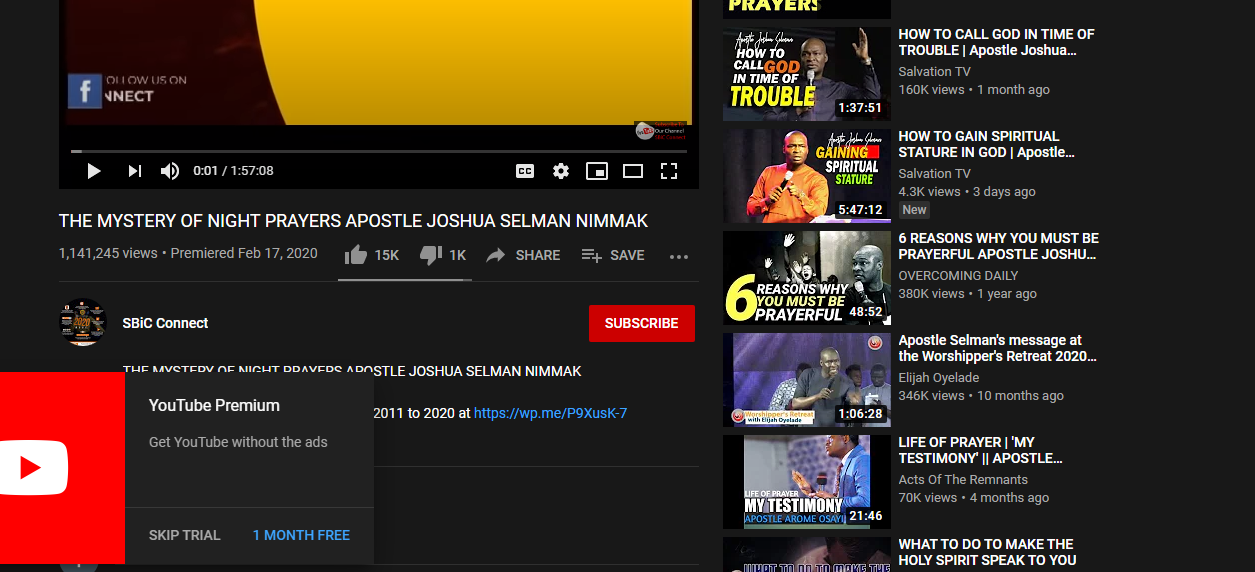 OLLOW US ON
NNECT
Our Channel
0:01 / 1:57:08
THE MYSTERY OF NIGHT PRAYERS APOSTLE JOSHUA SELMAN NIMMAK
1,141,245 views • Premiered Feb 17, 2020
15K
1K
SHARE
SAVE
SBiC Connect
SUBSCRIBE
THE MYSTERY OF NIGHT PRAYERS APOSTLE JOSHUA SELMAN NIMMAK
2011 to 2020 at https://wp.me/P9XusK-7
YouTube Premium
Get YouTube without the ads
SKIP TRIAL
1 MONTH FREE
PRAYERS
Apostle Joshua Selman
HOW TO
CALL GOD
IN TIME OF
TROUBLE
1:37:51
HOW TO CALL GOD IN TIME OF
TROUBLE | Apostle Joshua...
Salvation TV
160K views • 1 month ago
Apostle Joshua Selman
GAINING
SPIRITUAL
STATURE
5:47:12
HOW TO GAIN SPIRITUAL
STATURE IN GOD | Apostle...
Salvation TV
4.3K views • 3 days ago
New
6 REASONS WHY
YOU MUST BE
PRAYERFUL
48:52
6 REASONS WHY YOU MUST BE
PRAYERFUL APOSTLE JOSHU...
OVERCOMING DAILY
380K views • 1 year ago
Worshipper's Retreat
with Elijah Oyelade
1:06:28
Apostle Selman's message at
the Worshipper's Retreat 2020...
Elijah Oyelade
346K views • 10 months ago
LIFE OF PRAYER
MY TESTIMONY
APOSTLE AROME OSAYI
21:46
LIFE OF PRAYER | 'MY
TESTIMONY' || APOSTLE...
Acts Of The Remnants
70K views • 4 months ago
WHAT TO DO TO MAKE THE
WHAT TO DO TO MAKE THE
HOLY SPIRIT SPEAK TO YOU